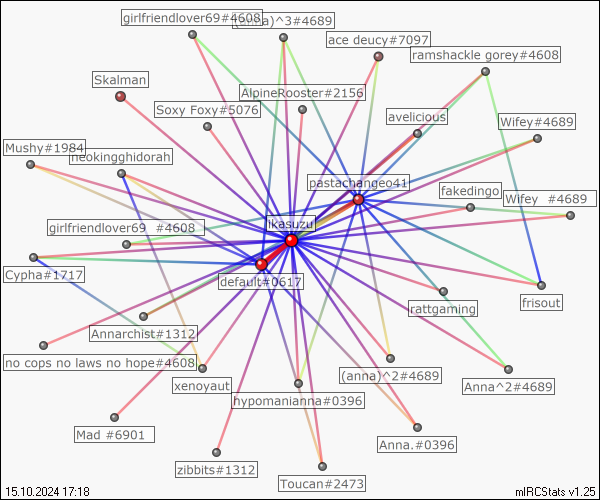 girlfriendlover69#4608
(anna)^3#4689
ace deucy#7097
ramshackle gorey#4608
Skalman
AlpineRooster#2156
Soxy Foxy#5076
avelicious
Wifey#4689
Mushy#1984
neokingghidorah
pastachangeo41
fakedingo
Wifey #4689
girlfriendlover69 #4608
ikasuzu
Cypha#1717
default#0617
frisout
rattgaming
Annarchist#1312
no cops no laws no hope#4608
(anna)^2#4689
xenoyaut
Anna^2#4689
hypomanianna#0396
Mad #6901
Anna.#0396
zibbits#1312
Toucan#2473
15.10.2024 17:18
mIRCStats v1.25